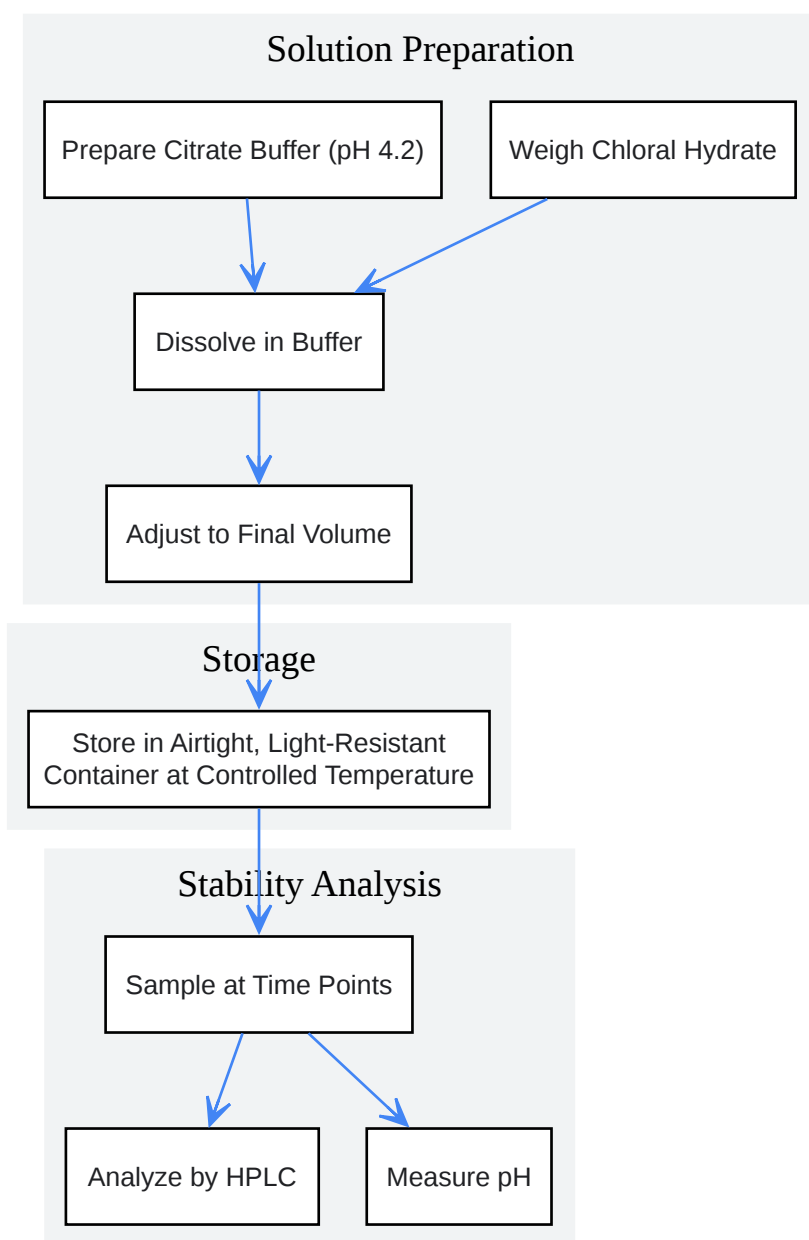 Solution Preparation
Prepare Citrate Buffer (pH 4.2)
Weigh Chloral Hydrate
Dissolve in Buffer
Adjust to Final Volume
Storage
Store in Airtight, Light-Resistant
Container at Controlled Temperature
Stability Analysis
Sample at Time Points
Analyze by HPLC
Measure pH